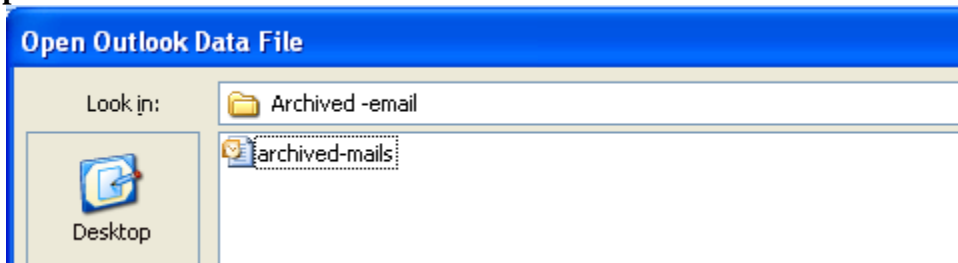 Open Outlook Data File
Look in:
Archived -email
archived-mails
Desktop